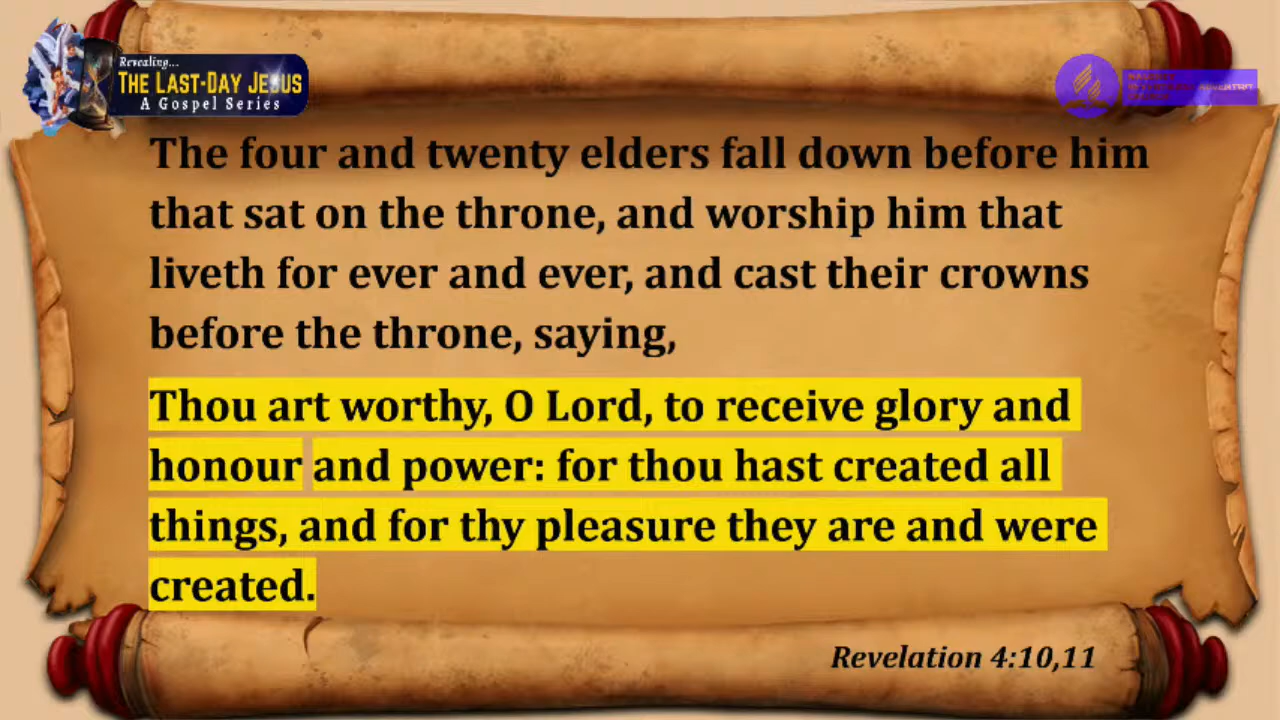 Revealing...
THE LAST-DAY JESUS
A Gospel Series
The four and twenty elders fall down before him
that sat on the throne, and worship him that
liveth for ever and ever, and cast their crowns
before the throne, saying,
Thou art worthy, O Lord, to receive glory and
honour and power: for thou hast created all
things, and for thy pleasure they are and were
created.
Revelation 4:10,11